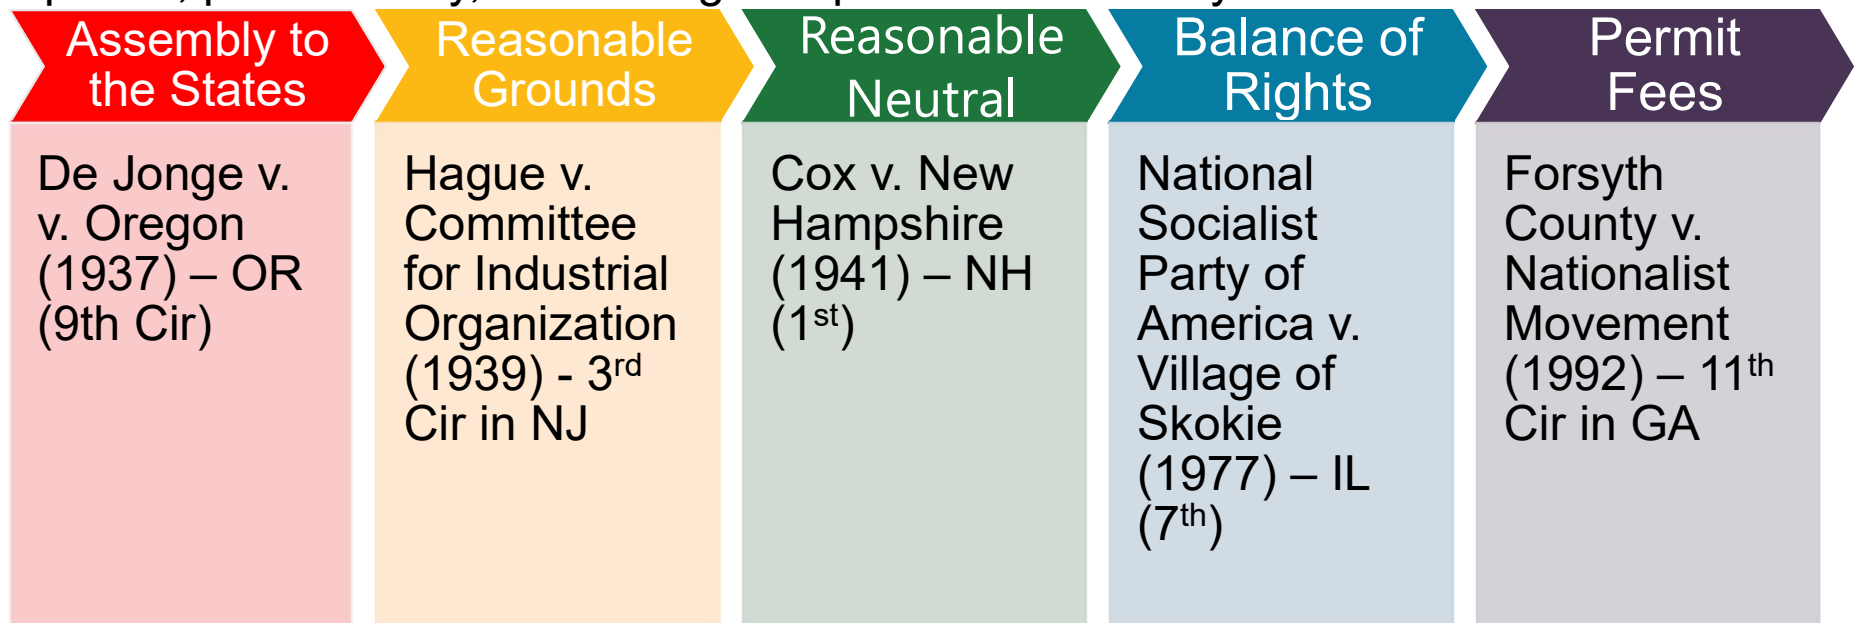 Assembly to
the States
Reasonable
Grounds
Reasonable
Neutral
Balance of
Rights
Permit
Fees
De Jonge v.
v. Oregon
(1937) – OR
(9th Cir)
Hague v.
Committee
for Industrial
Organization
(1939) - 3rd
Cir in NJ
Cox v. New
Hampshire
(1941) – NH
(1st)
National
Socialist
Party of
America v.
Village of
Skokie
(1977) – IL
(7th)
Forsyth
County v.
Nationalist
Movement
(1992) – 11th
Cir in GA